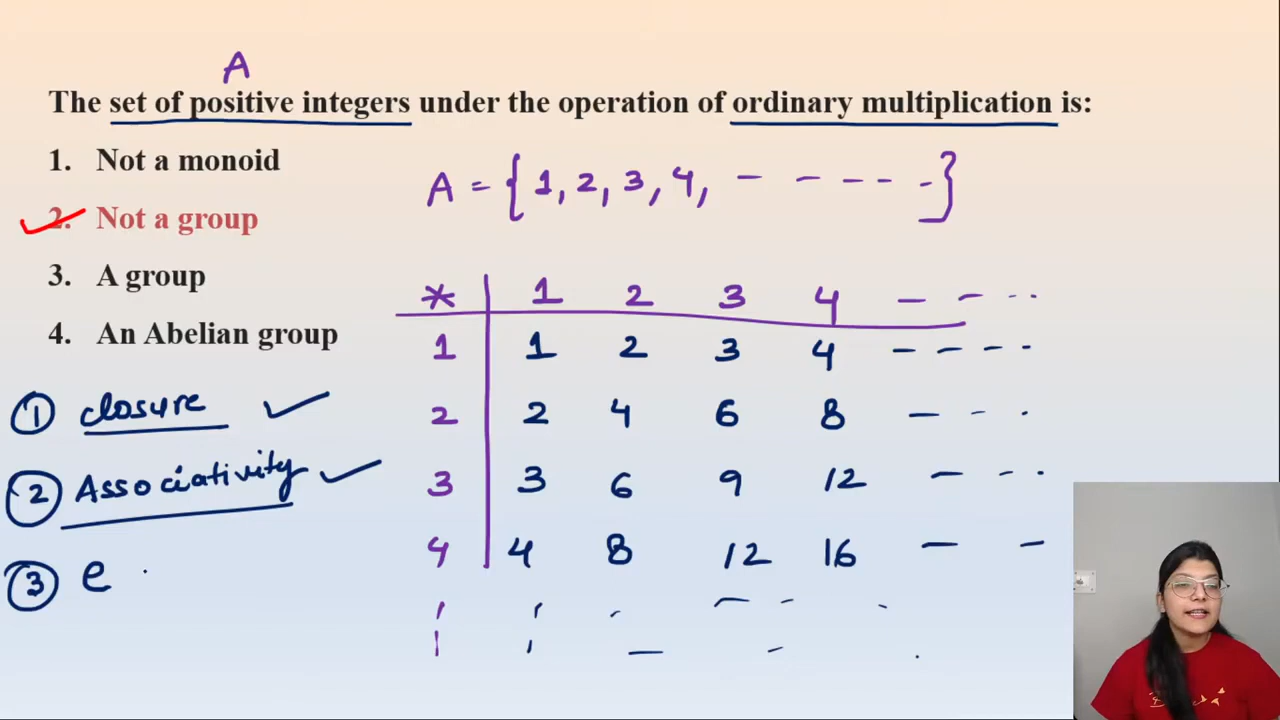 A
The set of positive integers under the operation of ordinary multiplication is:
1. Not a monoid
A = {1, 2, 3, 4, - - - - - -}
2. Not a group
3. A group
4. An Abelian group
* 1 2 3 4 - - - -
1 1 2 3 4 - - - -
2 2 4 6 8 - - -
3 3 6 9 12 - - -
4 4 8 12 16 - -
① closure ✓
② Associativity ✓
③ e